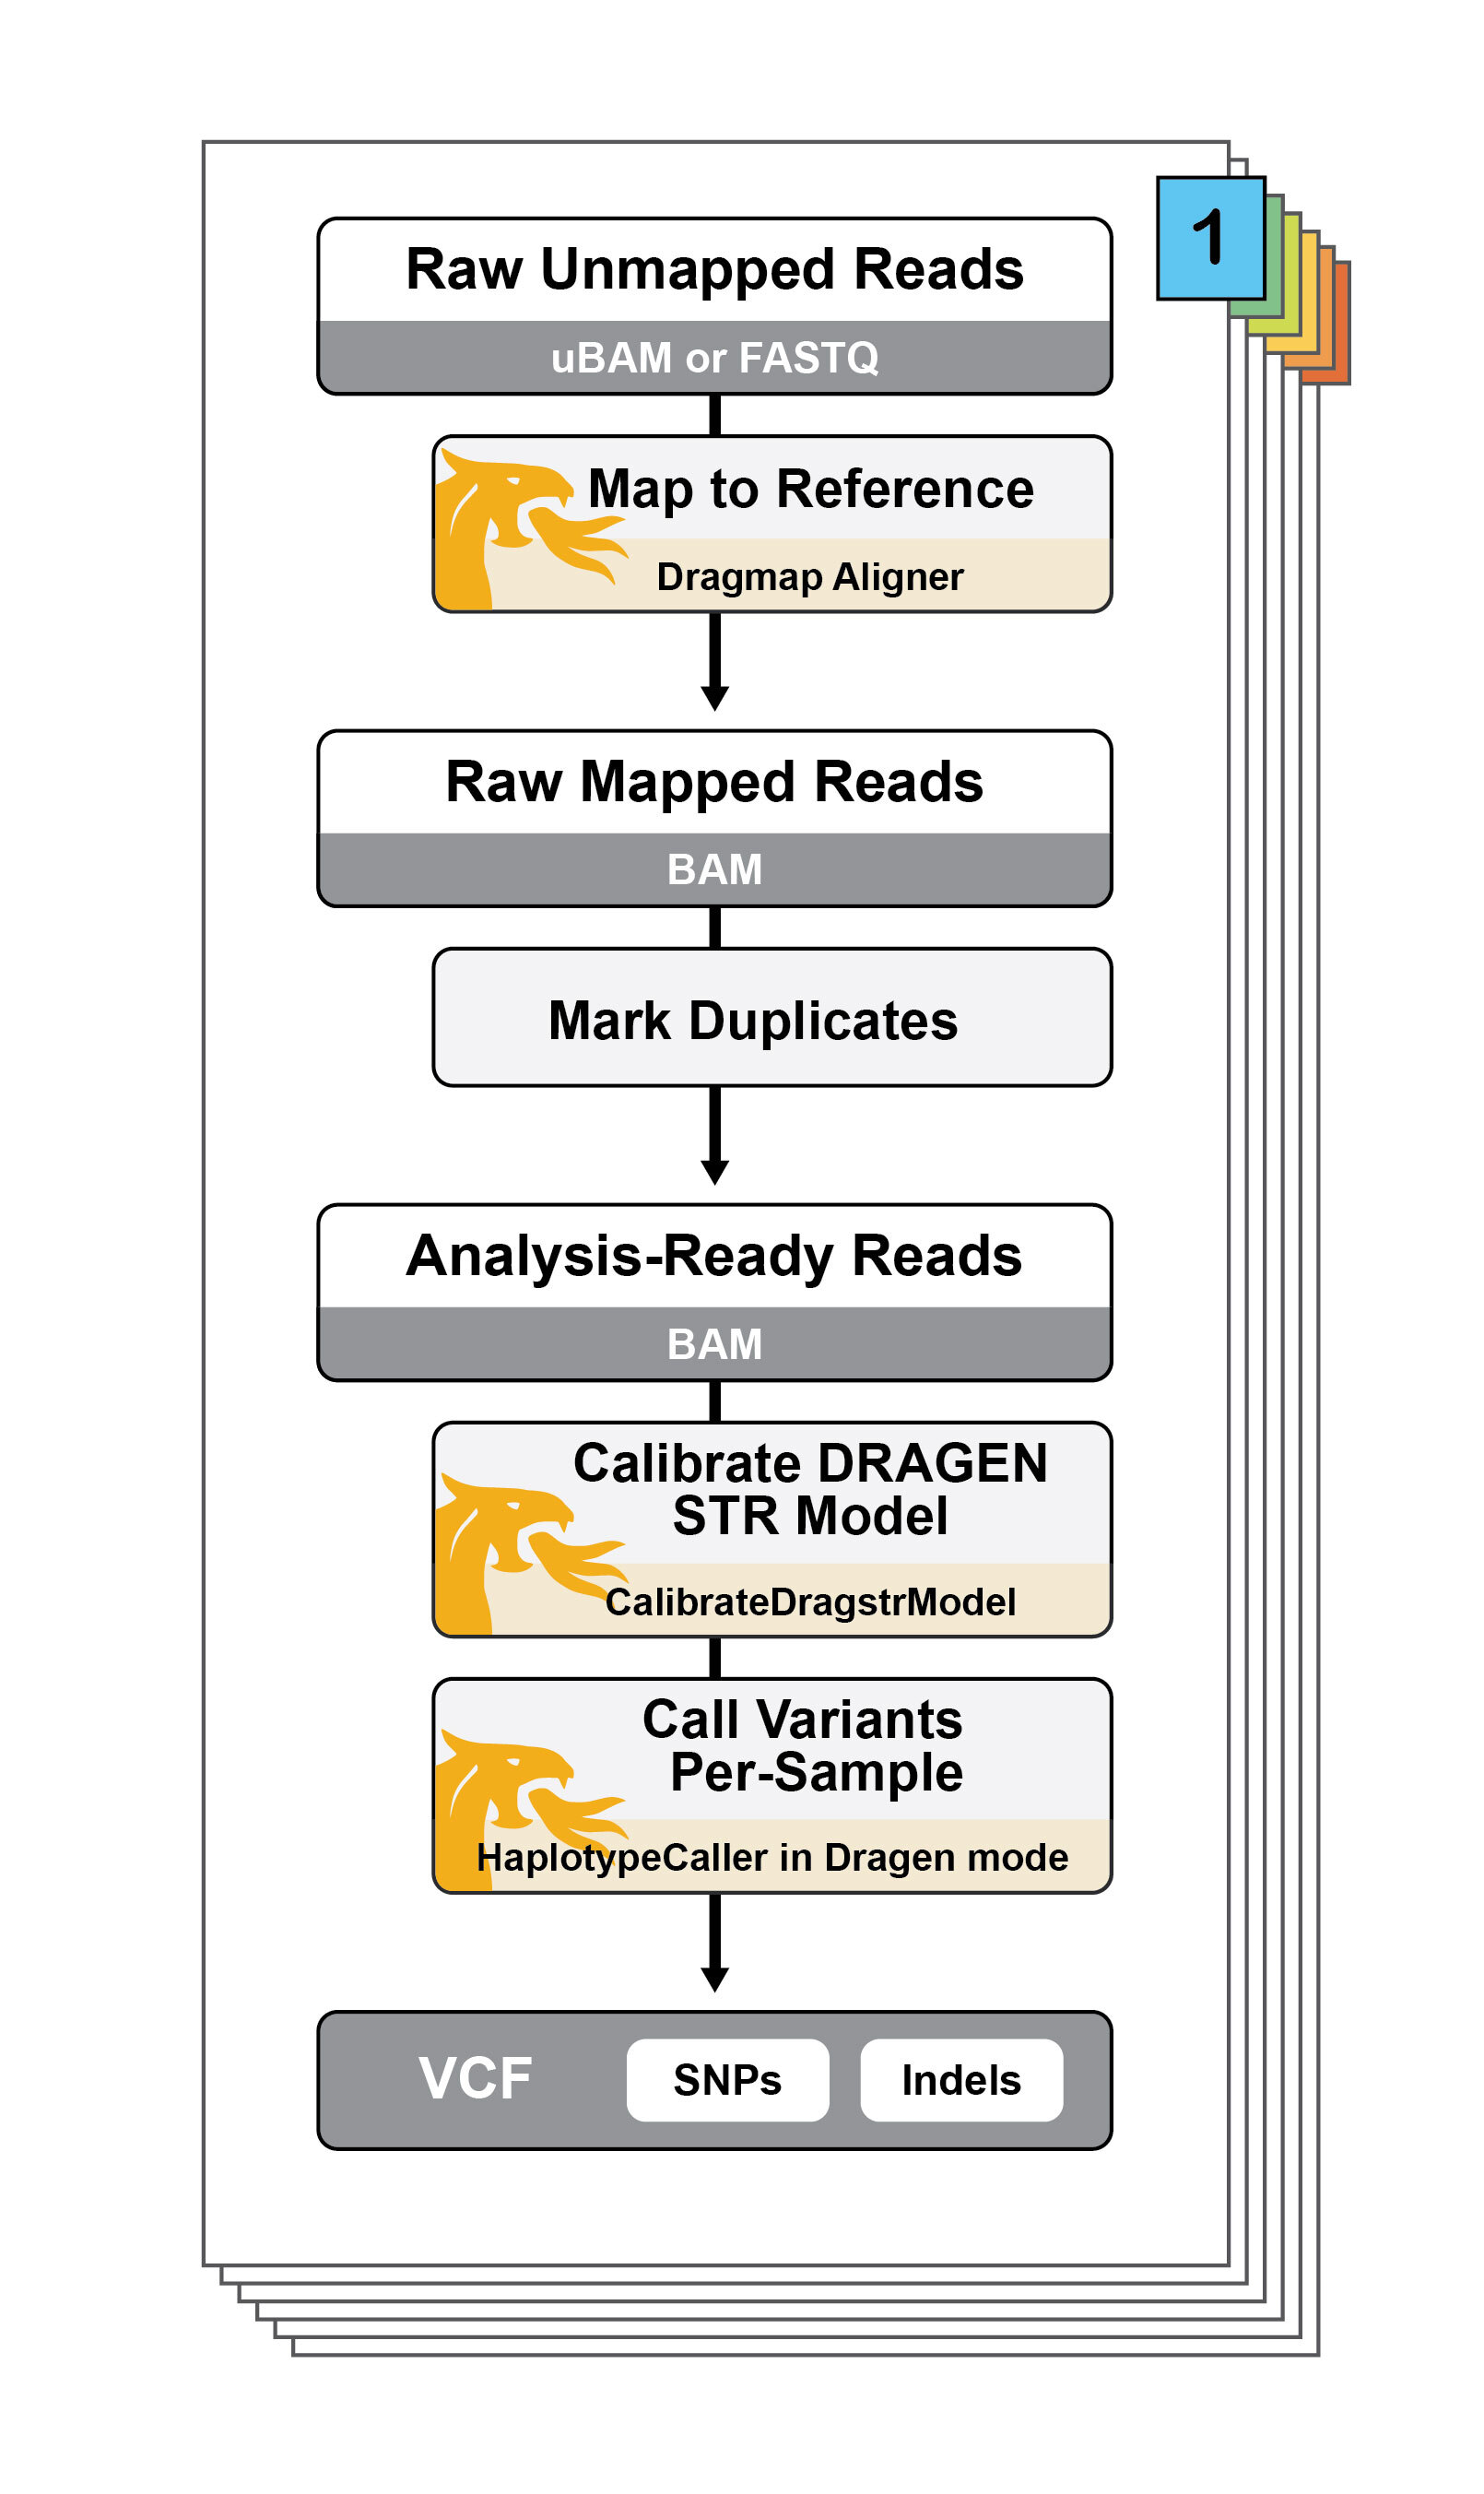 1
Raw Unmapped Reads
uBAM or FASTQ
Map to Reference
Dragmap Aligner
Raw Mapped Reads
BAM
Mark Duplicates
Analysis-Ready Reads
BAM
Calibrate DRAGEN
STR Model
CalibrateDragstrModel
Call Variants
Per-Sample
HaplotypeCaller in Dragen mode
VCF SNPs Indels